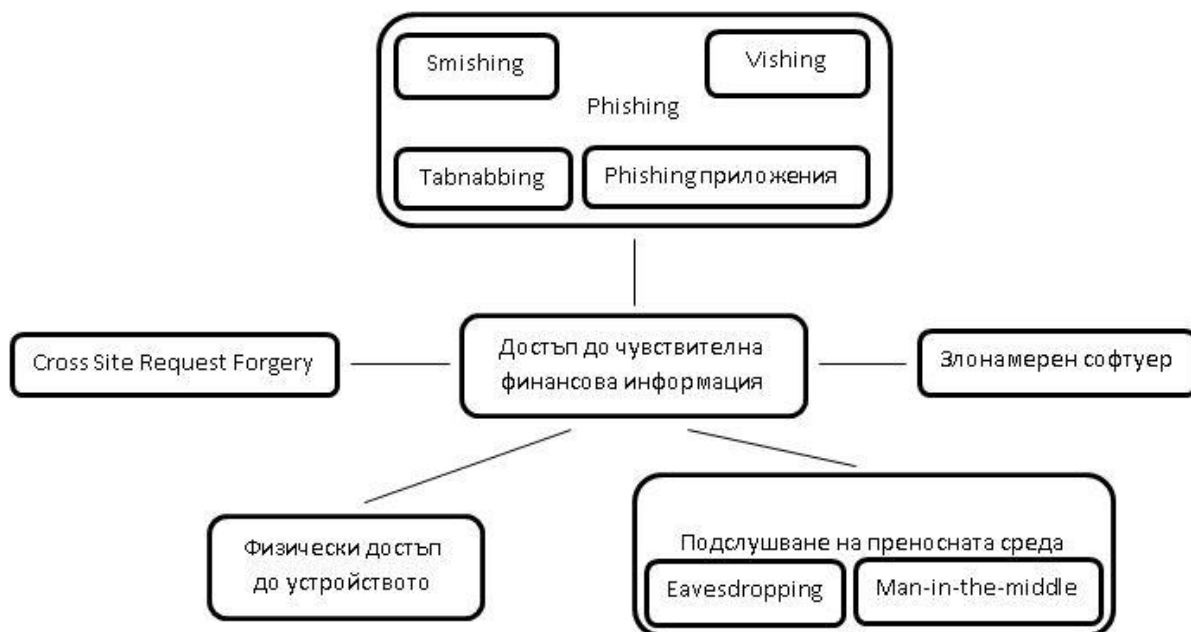 Smishing
Vishing
Phishing
Tabnabbing
Phishing приложения
Cross Site Request Forgery
Достъп до чувствителна
финансова информация
Злонамерен софтуер
Физически достъп
до устройството
Подслушване на преносната среда
Eavesdropping
Man-in-the-middle